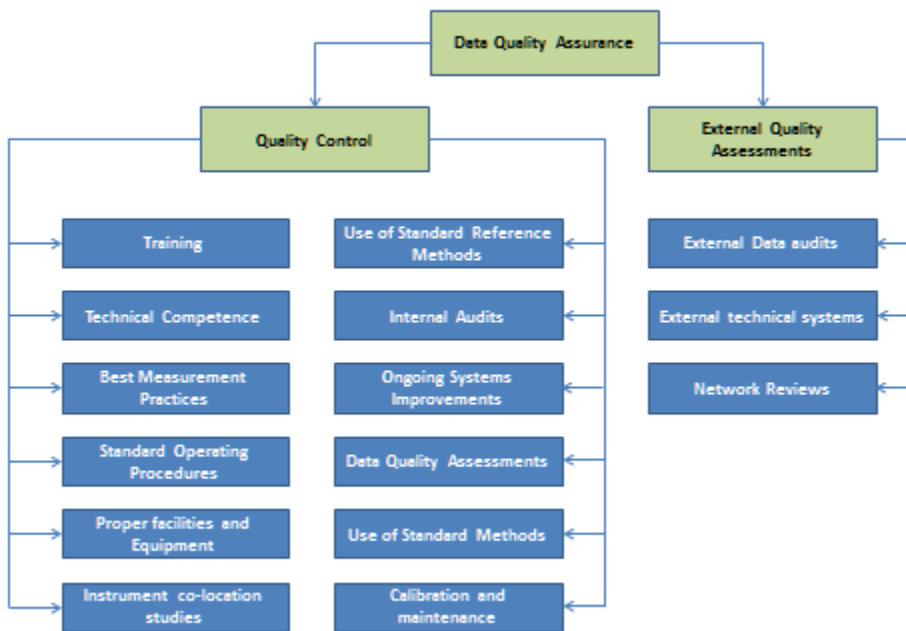 Data Quality Assurance
Quality Control
External Quality
Assessments
Training
Technical Competence
Best Measurement
Practices
Standard Operating
Procedures
Proper facilities and
Equipment
Instrument co-location
studies
Use of Standard Reference
Methods
Internal Audits
Ongoing Systems
Improvements
Data Quality Assessments
Use of Standard Methods
Calibration and
maintenance
External Data audits
External technical systems
Network Reviews